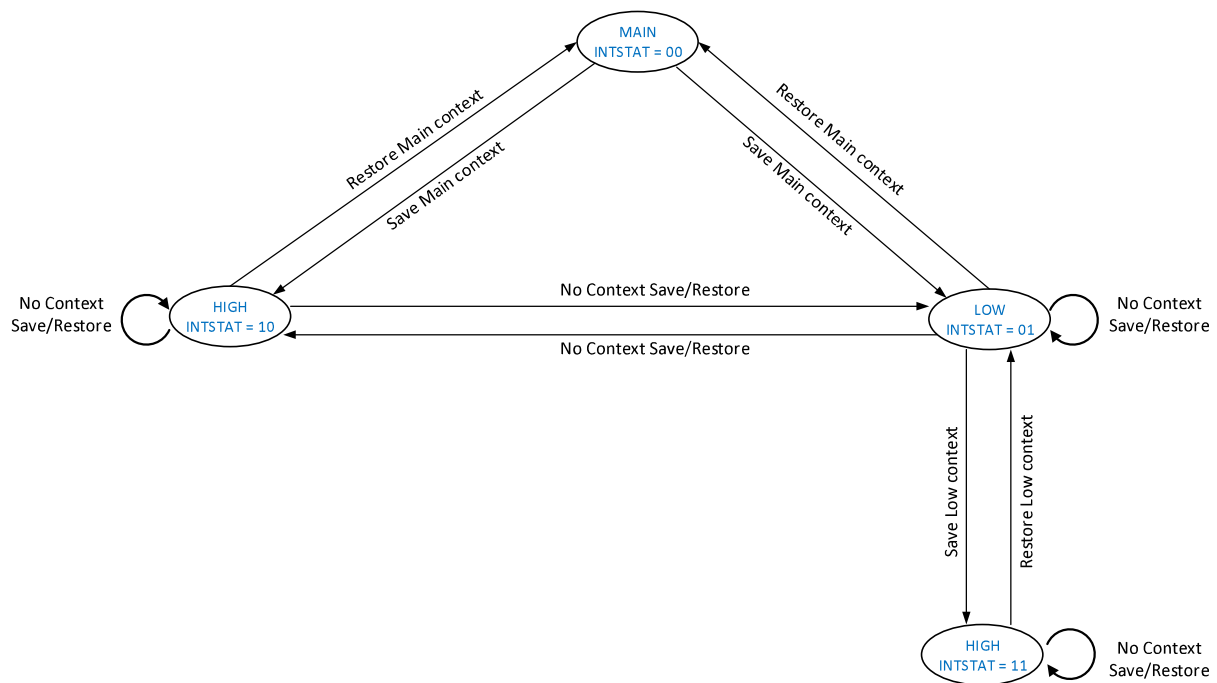 MAIN
INTSTAT = 00
Restore Main context
Save Main context
Restore Main context
Save Main context
No Context
Save/Restore
HIGH
INTSTAT = 10
No Context Save/Restore
No Context Save/Restore
LOW
INTSTAT = 01
No Context
Save/Restore
Save Low context
Restore Low context
HIGH
INTSTAT = 11
No Context
Save/Restore